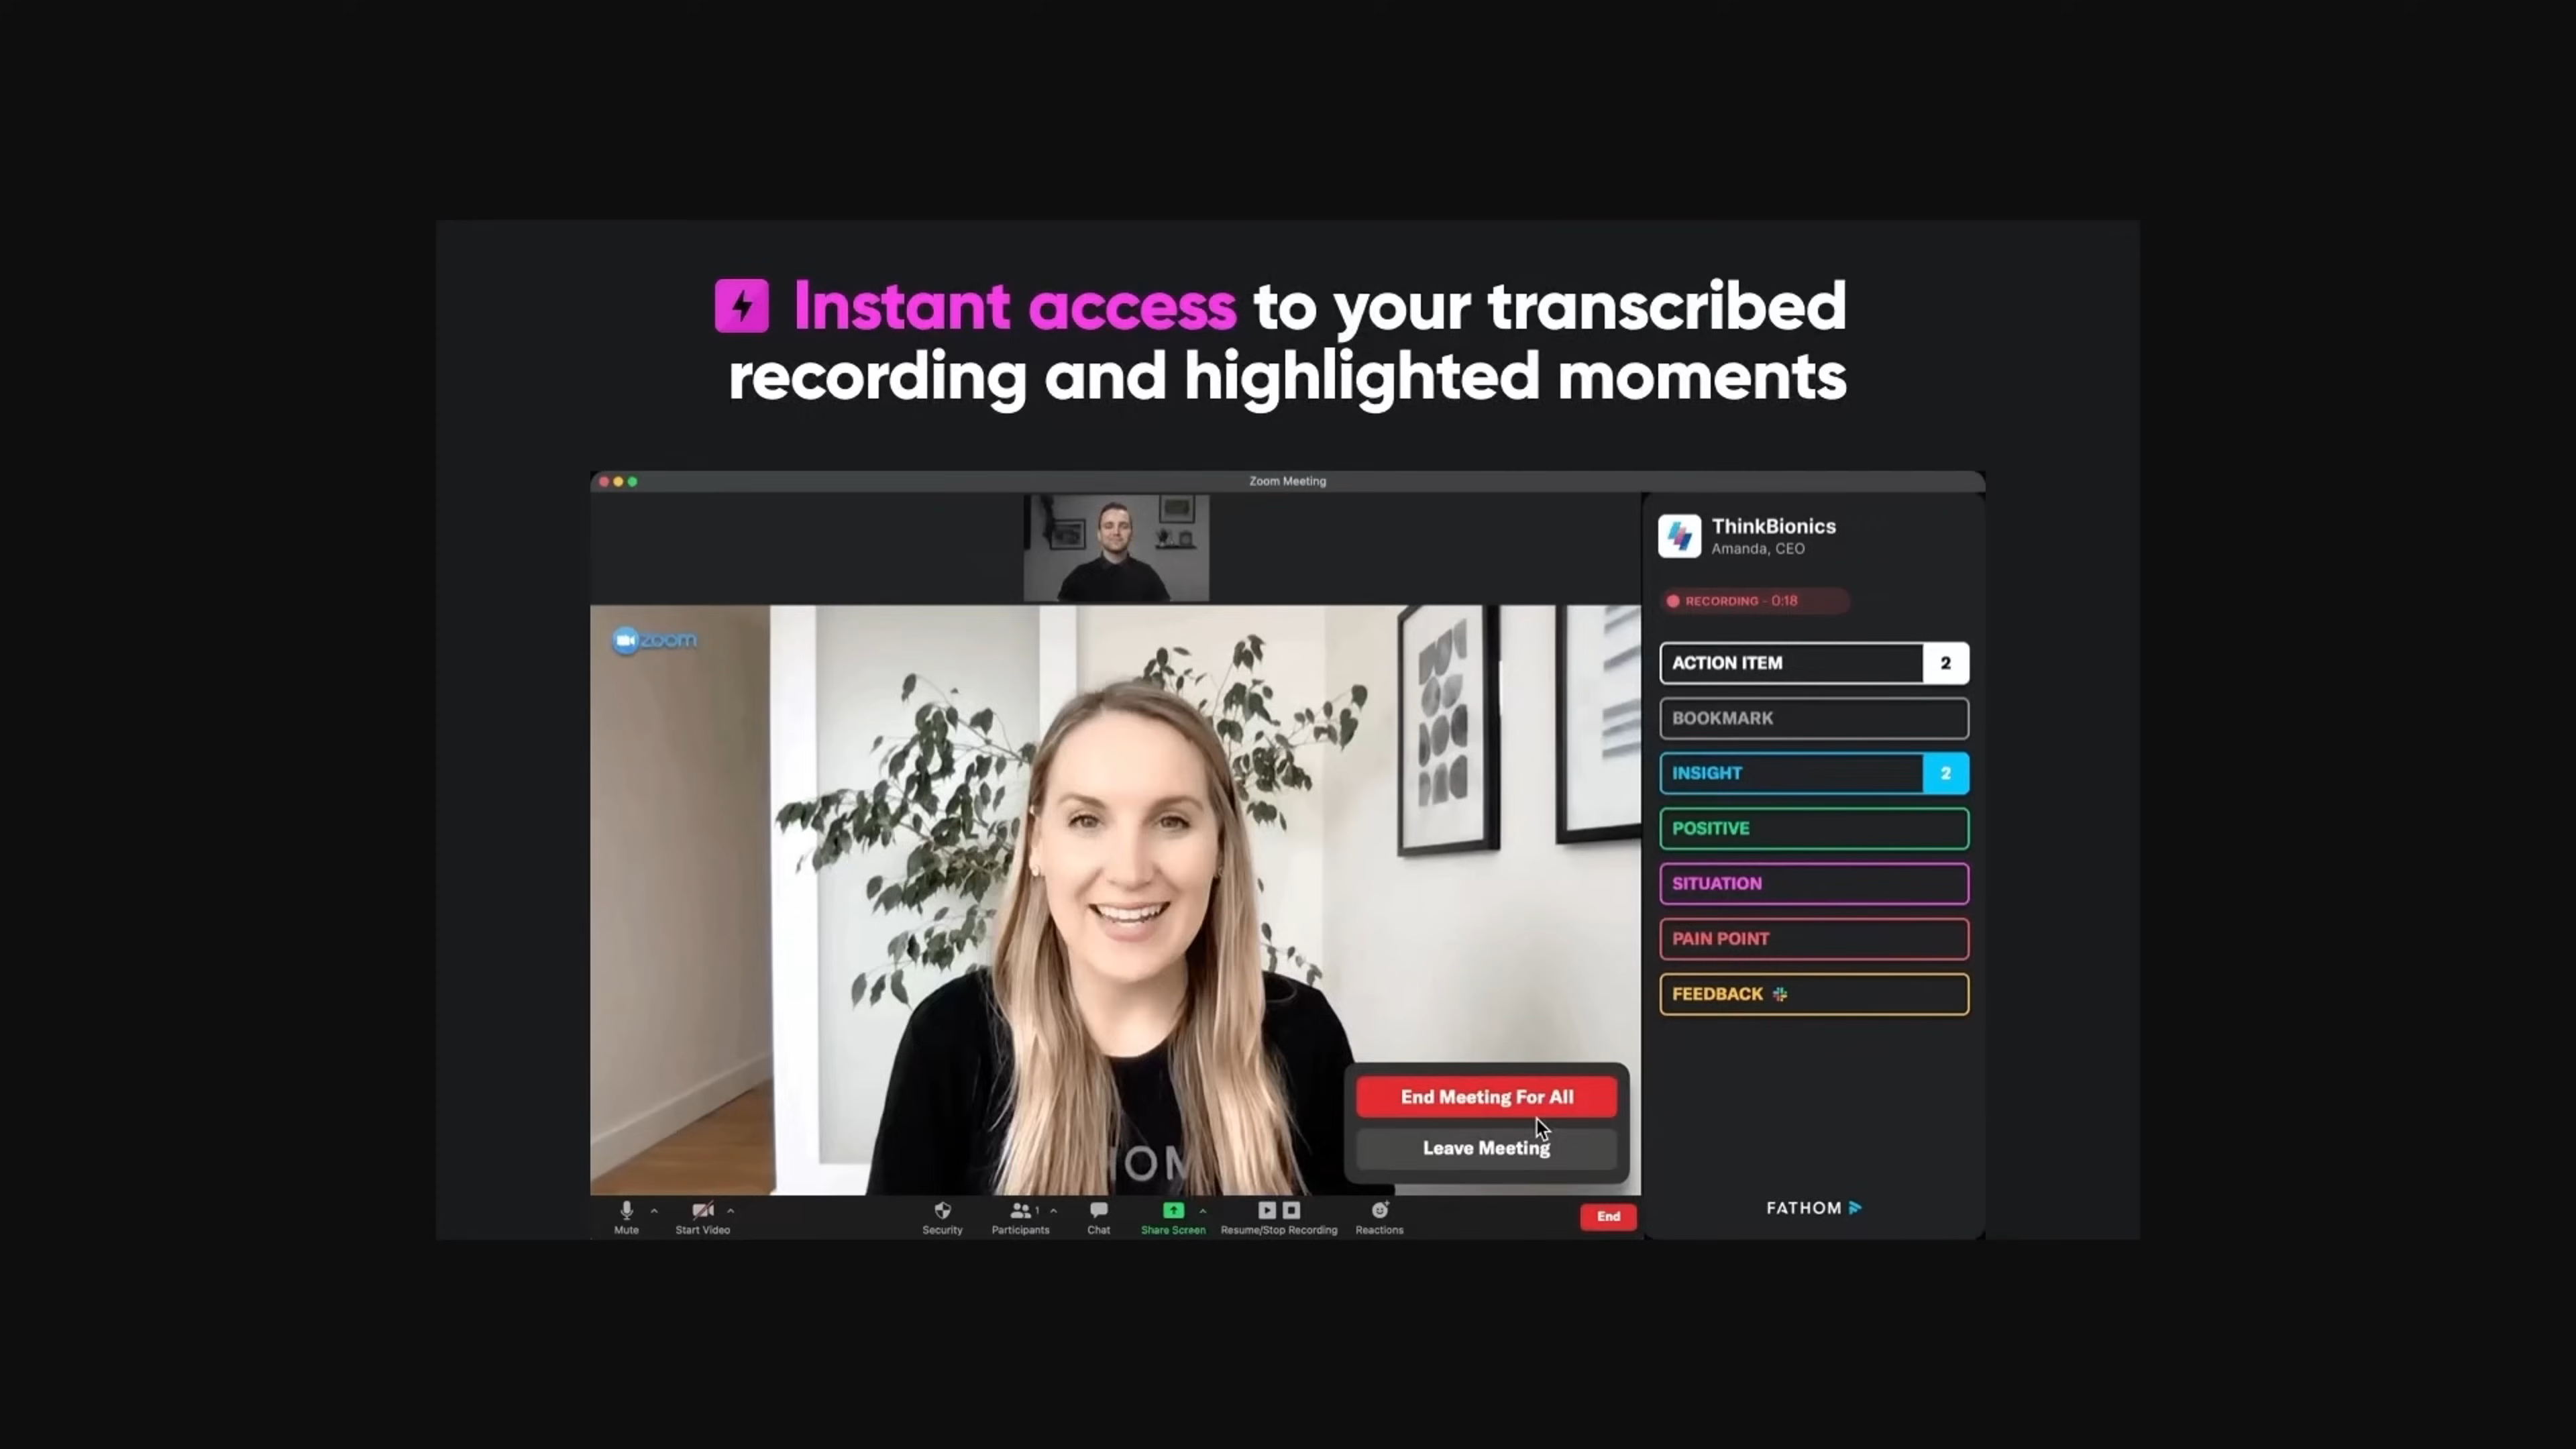 Instant access to your transcribed
recording and highlighted moments
Zoom Meeting
ThinkBionics
Amanda, CEO
RECORDING - 0:18
zoom
ACTION ITEM 2
BOOKMARK
INSIGHT 2
POSITIVE
SITUATION
PAIN POINT
FEEDBACK
End Meeting For All
Leave Meeting
OM
FATHOM
1
Mute
Start Video
Security
Participants
Chat
Share Screen
Resume/Stop Recording
Reactions
End